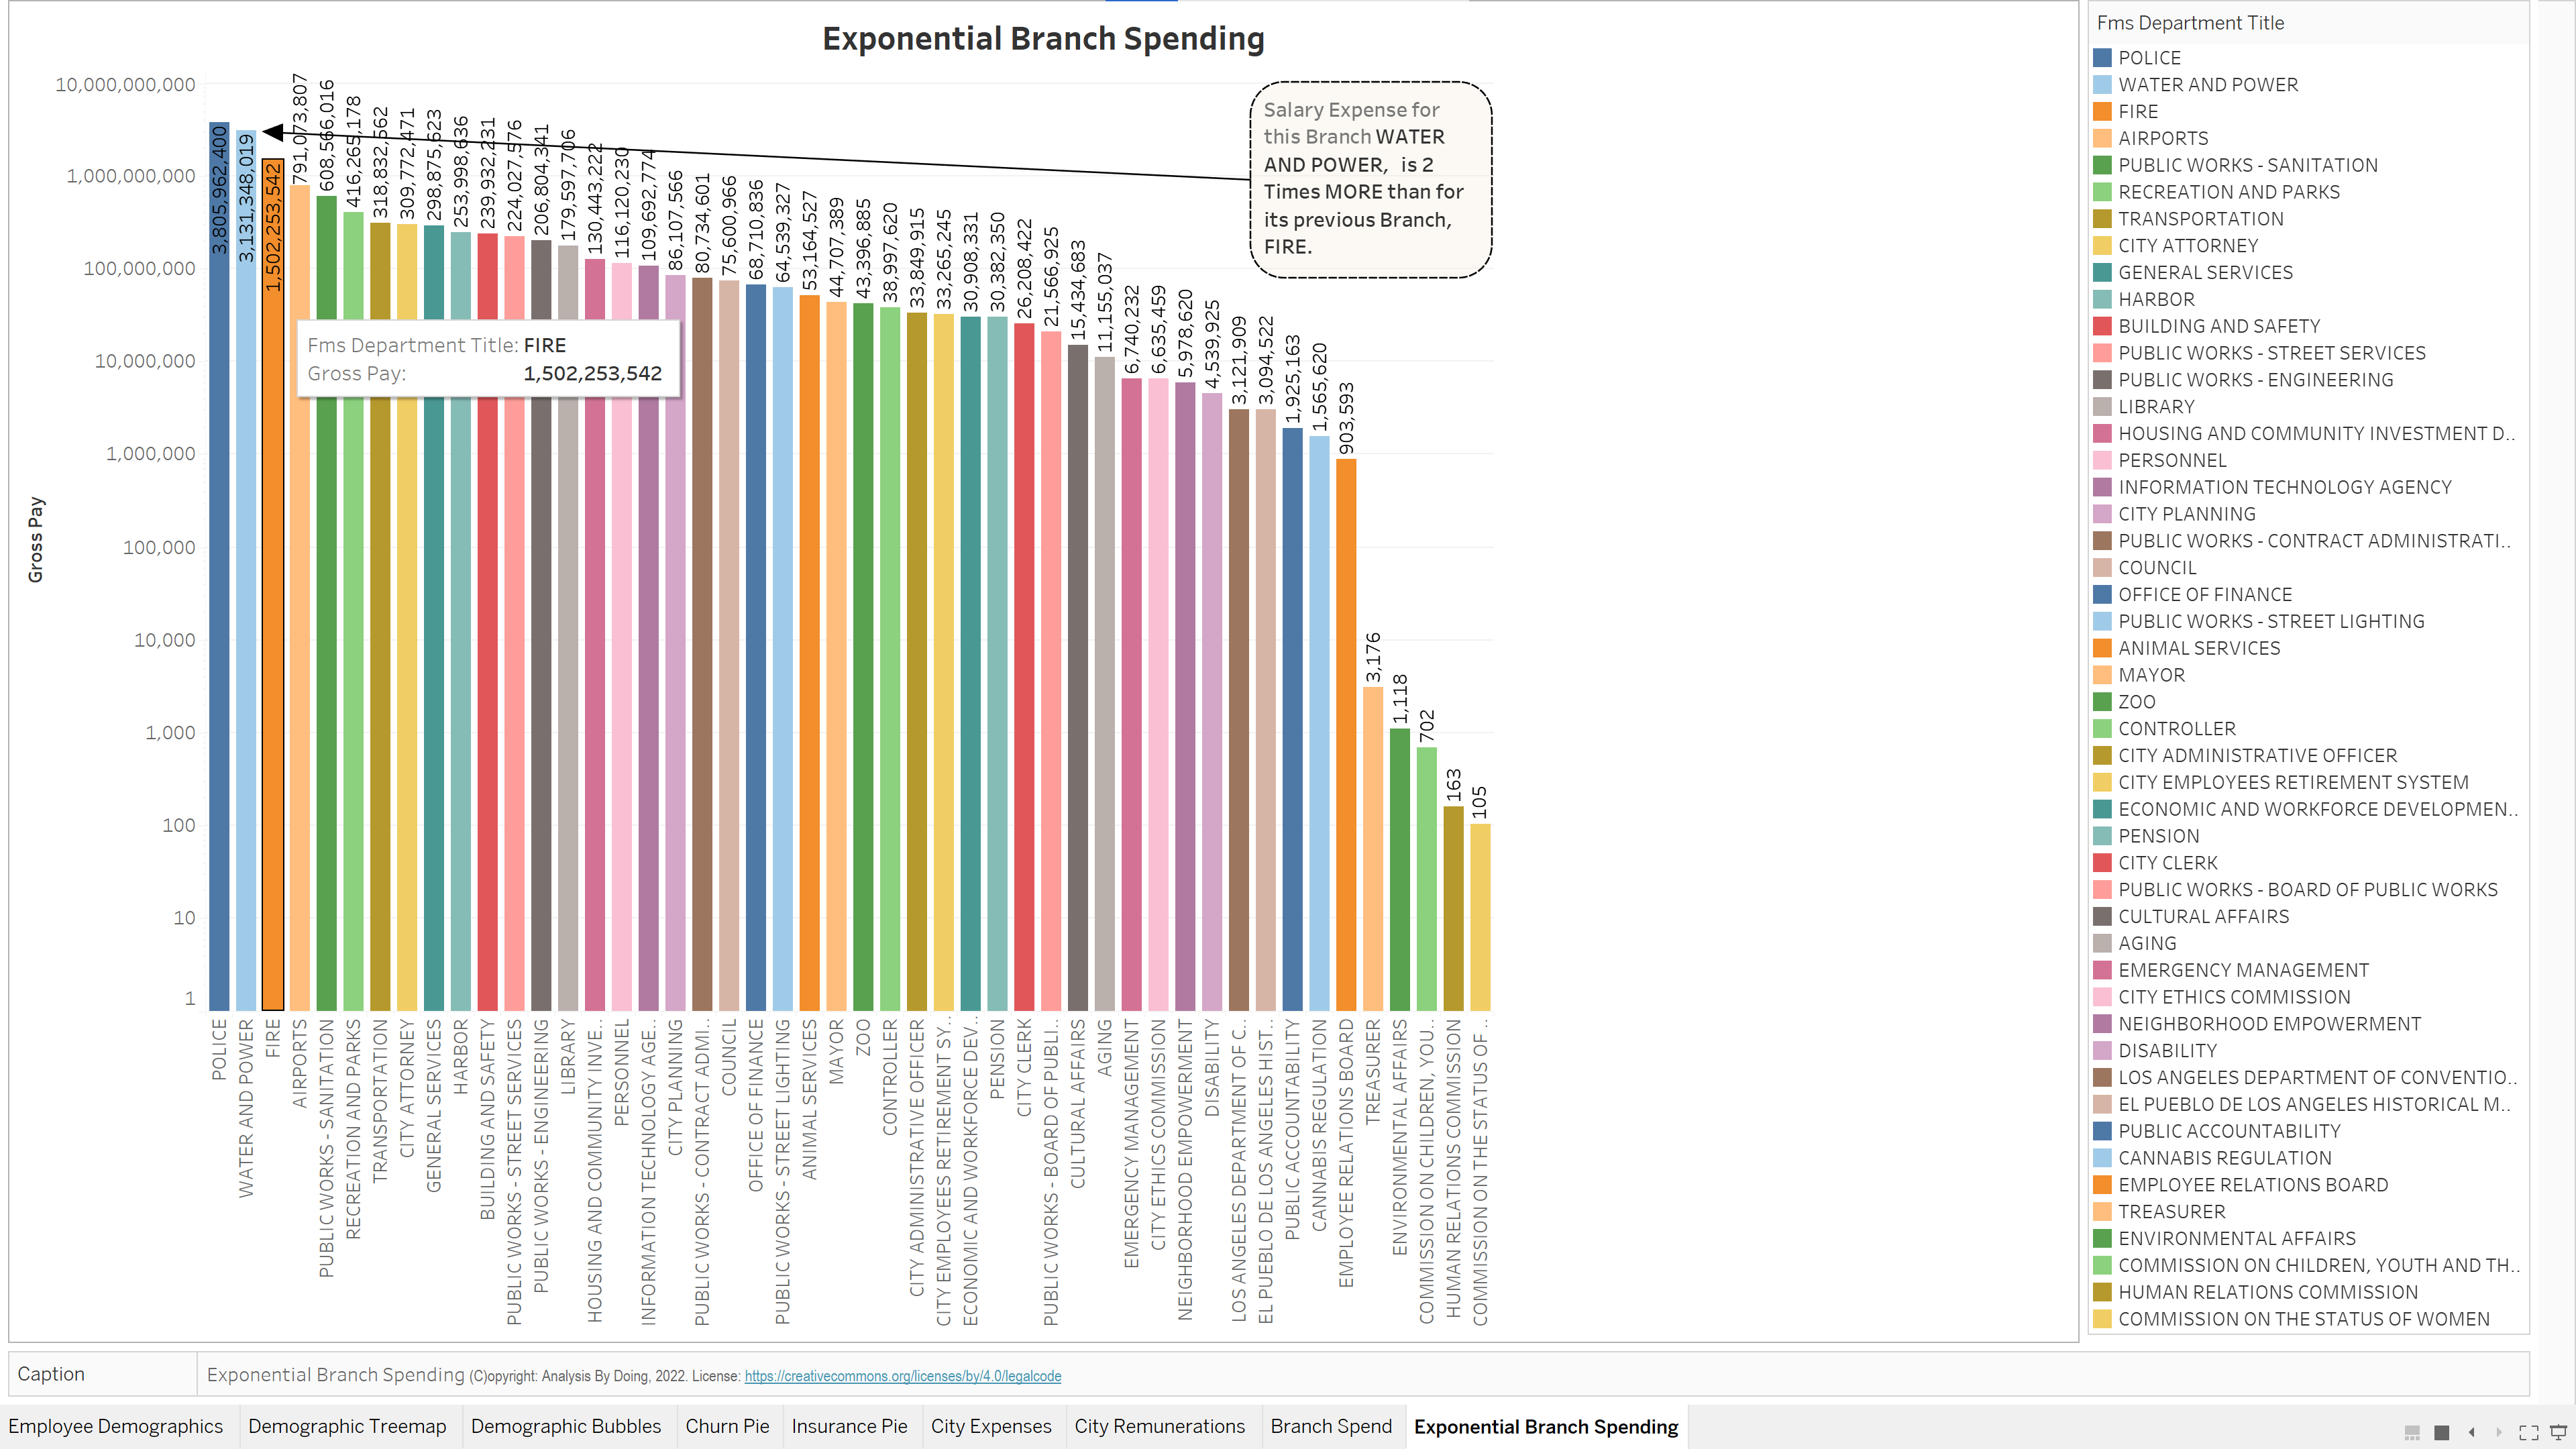 Exponential Branch Spending
10,000,000,000
1,000,000,000
100,000,000
10,000,000
1,000,000
100,000
10,000
1,000
100
10
1
Gross Pay
3,805,962,400
3,131,348,019
1,502,253,542
791,073,807
608,566,016
416,265,178
318,832,562
309,772,471
298,875,623
253,998,636
239,932,231
224,027,576
206,804,341
179,597,706
130,443,222
116,120,230
109,692,774
86,107,566
80,734,601
75,600,966
68,710,836
64,539,327
53,164,527
44,707,389
43,396,885
38,997,620
33,849,915
33,265,245
30,908,331
30,382,350
26,208,422
21,566,925
15,434,683
11,155,037
6,740,232
6,635,459
5,978,620
4,539,925
3,121,909
3,094,522
1,925,163
1,565,620
903,593
3,176
1,118
702
163
105
Salary Expense for
this Branch WATER
AND POWER, is 2
Times MORE than for
its previous Branch,
FIRE.
Fms Department Title: FIRE
Gross Pay: 1,502,253,542
POLICE
WATER AND POWER
FIRE
AIRPORTS
PUBLIC WORKS - SANITATION
RECREATION AND PARKS
TRANSPORTATION
CITY ATTORNEY
GENERAL SERVICES
HARBOR
BUILDING AND SAFETY
PUBLIC WORKS - STREET SERVICES
PUBLIC WORKS - ENGINEERING
LIBRARY
HOUSING AND COMMUNITY INVE..
PERSONNEL
INFORMATION TECHNOLOGY AGE..
CITY PLANNING
PUBLIC WORKS - CONTRACT ADMI..
COUNCIL
OFFICE OF FINANCE
PUBLIC WORKS - STREET LIGHTING
ANIMAL SERVICES
MAYOR
ZOO
CONTROLLER
CITY ADMINISTRATIVE OFFICER
CITY EMPLOYEES RETIREMENT SY..
ECONOMIC AND WORKFORCE DEV..
PENSION
CITY CLERK
PUBLIC WORKS - BOARD OF PUBLI..
CULTURAL AFFAIRS
AGING
EMERGENCY MANAGEMENT
CITY ETHICS COMMISSION
NEIGHBORHOOD EMPOWERMENT
DISABILITY
LOS ANGELES DEPARTMENT OF C..
EL PUEBLO DE LOS ANGELES HIST..
PUBLIC ACCOUNTABILITY
CANNABIS REGULATION
EMPLOYEE RELATIONS BOARD
TREASURER
ENVIRONMENTAL AFFAIRS
COMMISSION ON CHILDREN, YOU..
HUMAN RELATIONS COMMISSION
COMMISSION ON THE STATUS OF ..
Fms Department Title
POLICE
WATER AND POWER
FIRE
AIRPORTS
PUBLIC WORKS - SANITATION
RECREATION AND PARKS
TRANSPORTATION
CITY ATTORNEY
GENERAL SERVICES
HARBOR
BUILDING AND SAFETY
PUBLIC WORKS - STREET SERVICES
PUBLIC WORKS - ENGINEERING
LIBRARY
HOUSING AND COMMUNITY INVESTMENT D..
PERSONNEL
INFORMATION TECHNOLOGY AGENCY
CITY PLANNING
PUBLIC WORKS - CONTRACT ADMINISTRATI..
COUNCIL
OFFICE OF FINANCE
PUBLIC WORKS - STREET LIGHTING
ANIMAL SERVICES
MAYOR
ZOO
CONTROLLER
CITY ADMINISTRATIVE OFFICER
CITY EMPLOYEES RETIREMENT SYSTEM
ECONOMIC AND WORKFORCE DEVELOPMEN..
PENSION
CITY CLERK
PUBLIC WORKS - BOARD OF PUBLIC WORKS
CULTURAL AFFAIRS
AGING
EMERGENCY MANAGEMENT
CITY ETHICS COMMISSION
NEIGHBORHOOD EMPOWERMENT
DISABILITY
LOS ANGELES DEPARTMENT OF CONVENTIO..
EL PUEBLO DE LOS ANGELES HISTORICAL M..
PUBLIC ACCOUNTABILITY
CANNABIS REGULATION
EMPLOYEE RELATIONS BOARD
TREASURER
ENVIRONMENTAL AFFAIRS
COMMISSION ON CHILDREN, YOUTH AND TH..
HUMAN RELATIONS COMMISSION
COMMISSION ON THE STATUS OF WOMEN
Caption
Exponential Branch Spending (C)opyright: Analysis By Doing, 2022. License: https://creativecommons.org/licenses/by/4.0/legalcode
Employee Demographics
Demographic Treemap
Demographic Bubbles
Churn Pie
Insurance Pie
City Expenses
City Remunerations
Branch Spend
Exponential Branch Spending